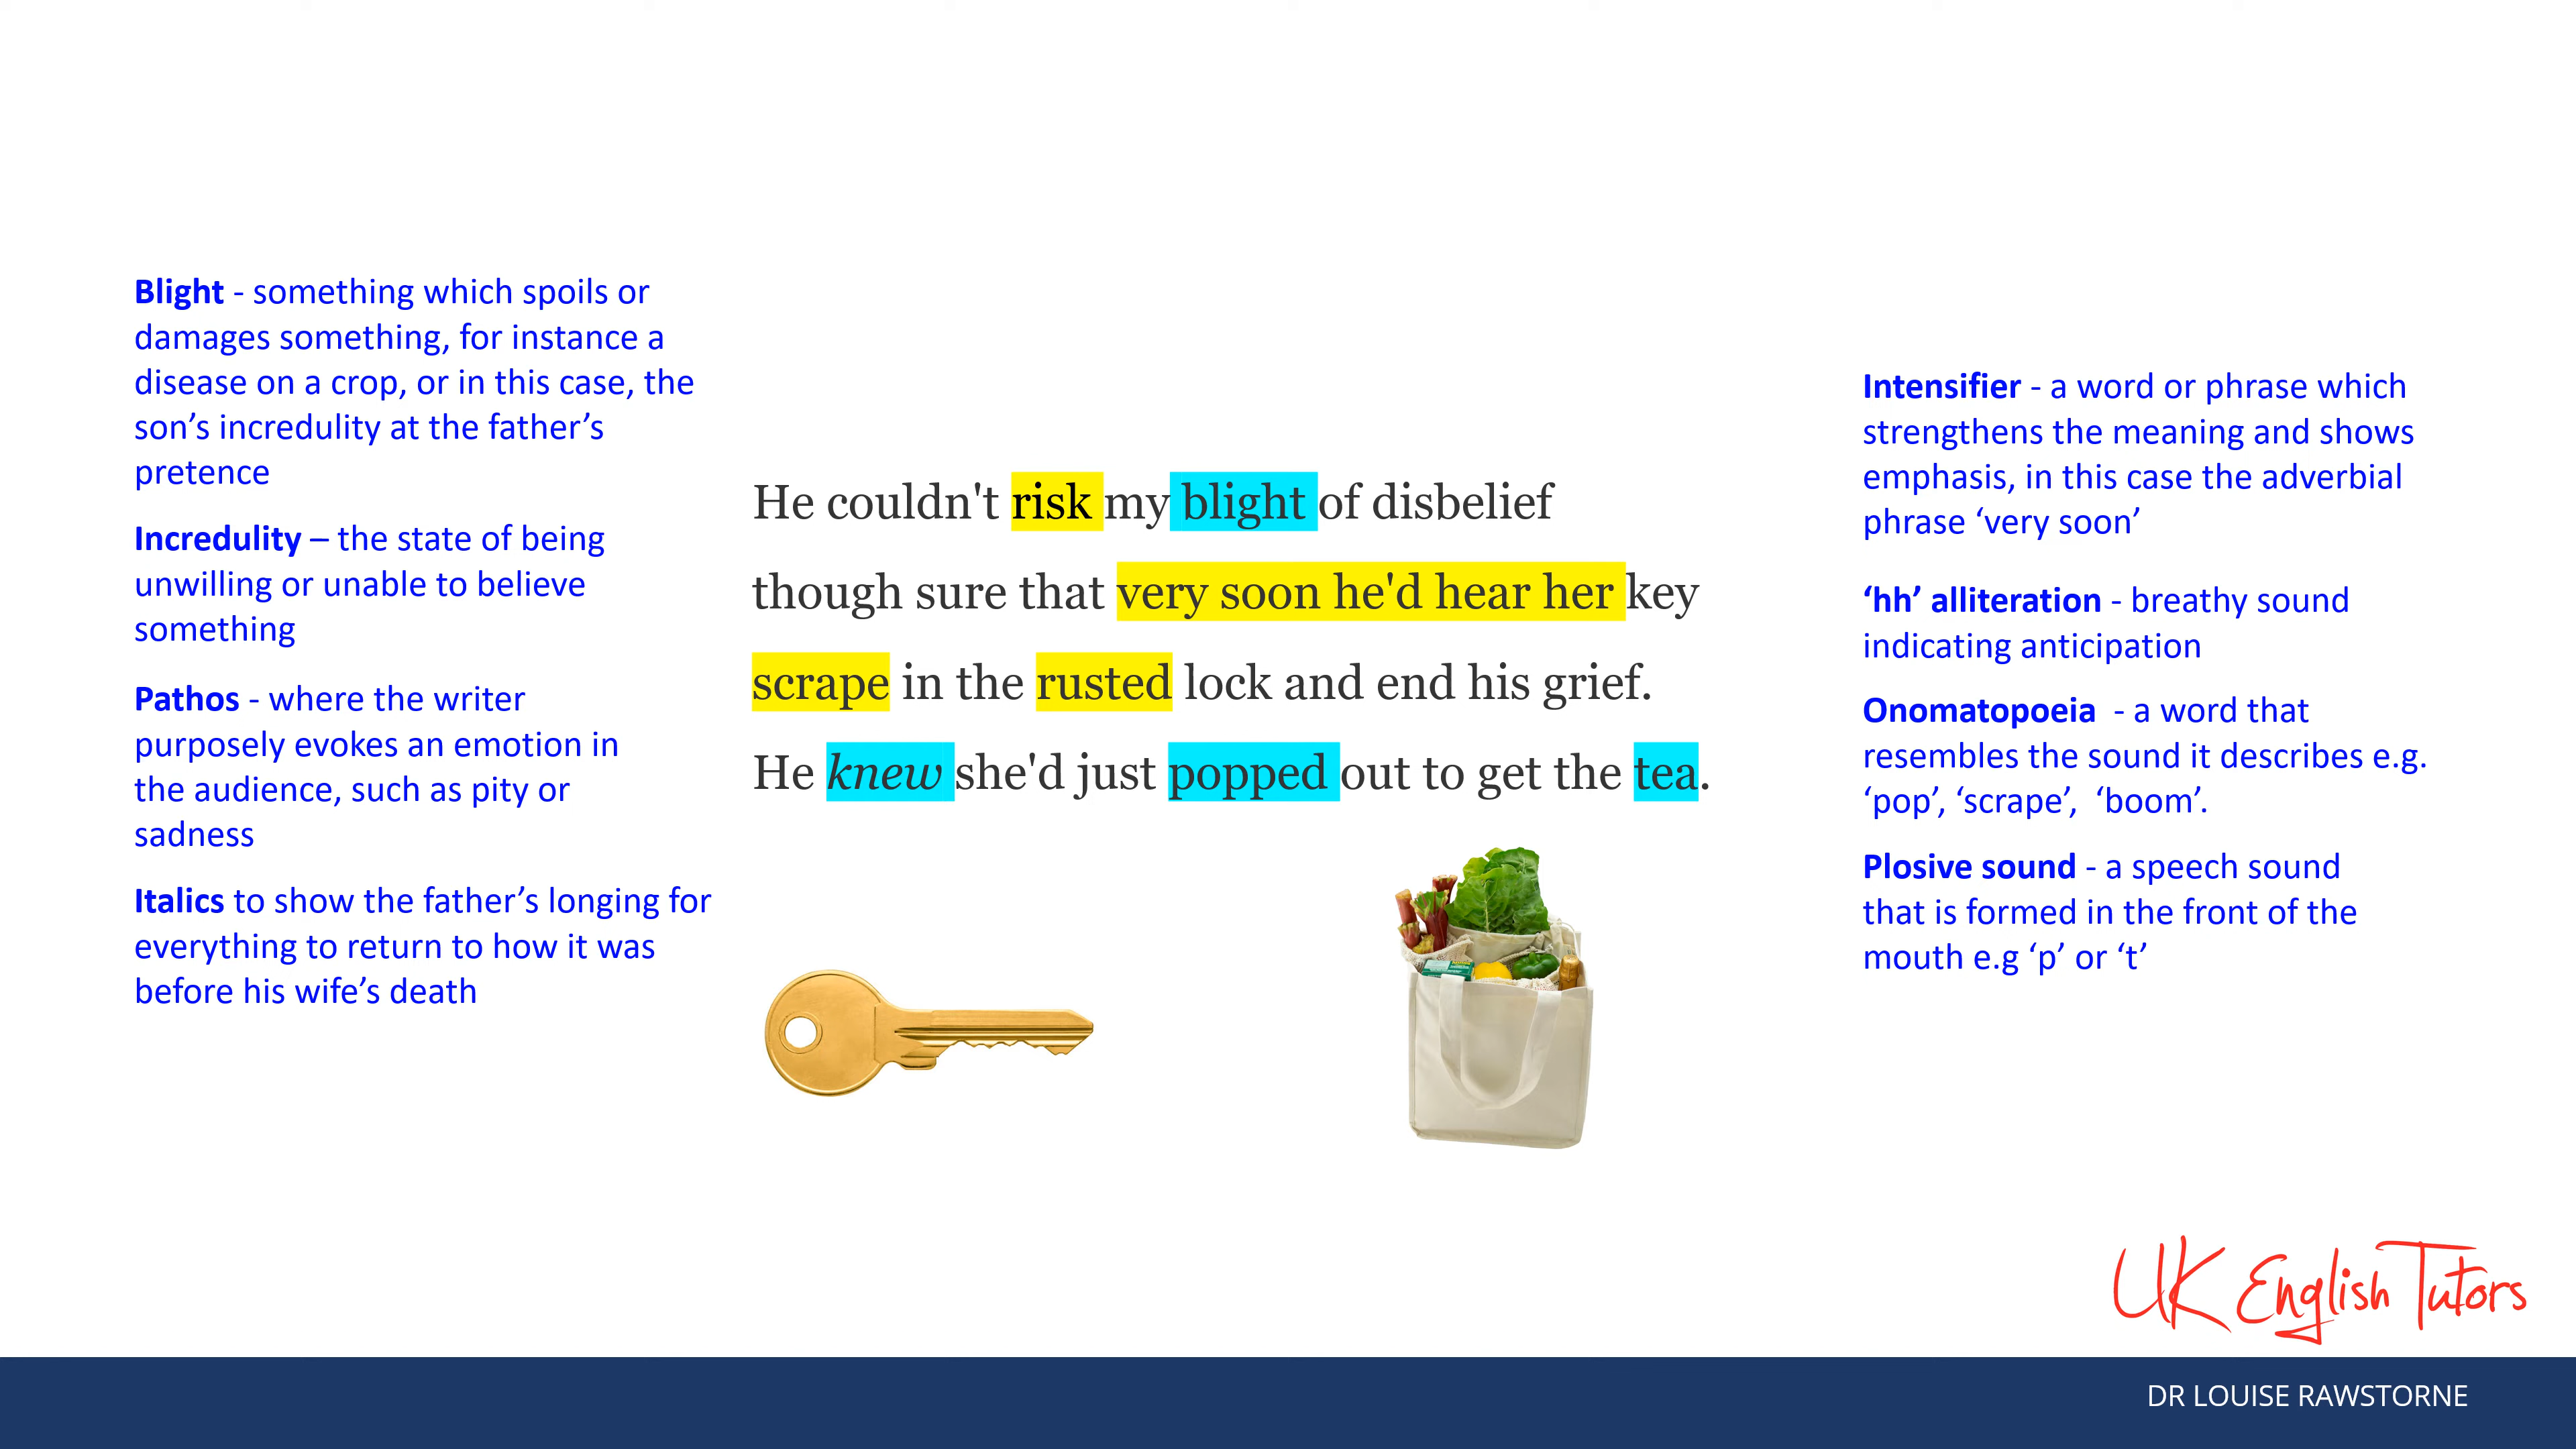 Blight - something which spoils or
damages something, for instance a
disease on a crop, or in this case, the
son’s incredulity at the father’s
pretence
Incredulity – the state of being
unwilling or unable to believe
something
Pathos - where the writer
purposely evokes an emotion in
the audience, such as pity or
sadness
Italics to show the father’s longing for
everything to return to how it was
before his wife’s death
He couldn't risk my blight of disbelief
though sure that very soon he'd hear her key
scrape in the rusted lock and end his grief.
He knew she'd just popped out to get the tea.
Intensifier - a word or phrase which
strengthens the meaning and shows
emphasis, in this case the adverbial
phrase ‘very soon’
‘hh’ alliteration - breathy sound
indicating anticipation
Onomatopoeia  - a word that
resembles the sound it describes e.g.
‘pop’, ‘scrape’,  ‘boom’.
Plosive sound - a speech sound
that is formed in the front of the
mouth e.g ‘p’ or ‘t’
UK English Tutors
DR LOUISE RAWSTORNE